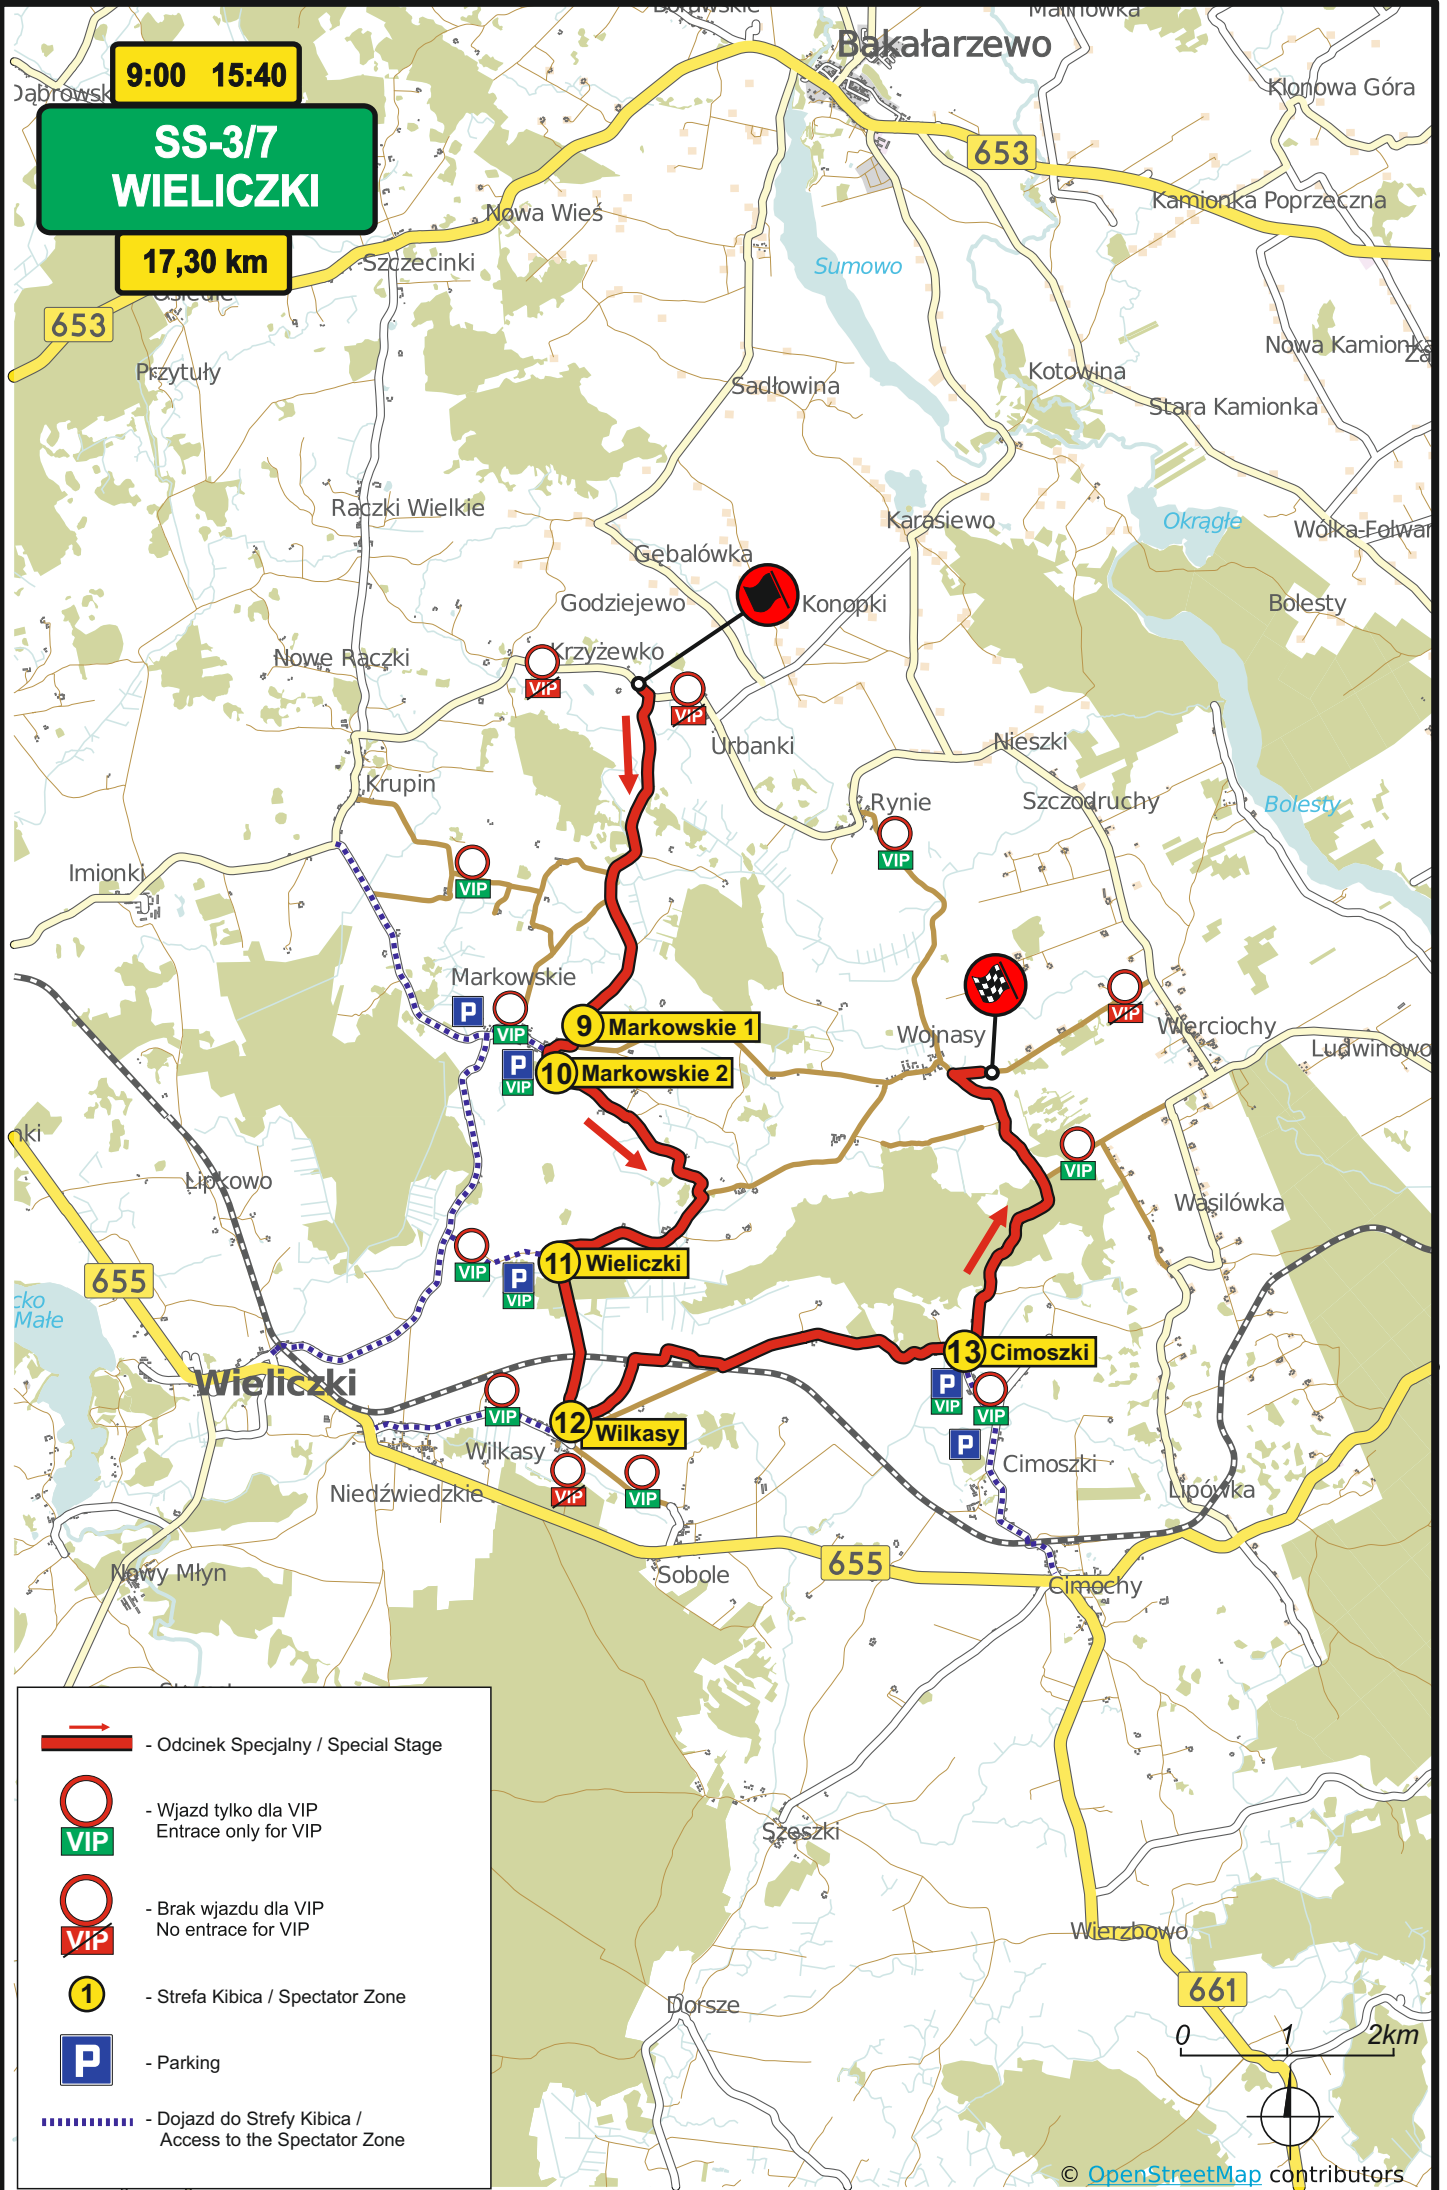 Malinówka
Bakałarzewo
9:00 15:40
Klonowa Góra
SS-3/7
WIELICZKI
653
Kamionka Poprzeczna
Nowa Wieś
17,30 km
Szczecinki
Sumowo
653
Nowa Kamionka
Przytuły
Kotowina
Sadłowina
Stara Kamionka
Raczki Wielkie
Karasiewo
Okrągłe
Gębalówka
Godziejewo
Konopki
Bolesty
Krzyżewko
Nowe Raczki
VIP
VIP
Urbanki
Nieszki
Krupin
Rynie
Szczodruchy
Bolesty
VIP
Imionki
VIP
Markowskie
P
VIP
VIP
9 Markowskie 1
Wierciochy
Wojnasy
Ludwinowo
P
VIP
10 Markowskie 2
VIP
Lipkowo
Wasilówka
VIP
11 Wieliczki
655
P
VIP
Małe
13 Cimoszki
Wieliczki
P
VIP
VIP
VIP
12 Wilkasy
P
Wilkasy
Cimoszki
VIP
VIP
Niedźwiedzkie
Lipówka
655
Nowy Młyn
Sobole
Cimochy
- Odcinek Specjalny / Special Stage
VIP
- Wjazd tylko dla VIP
Entrace only for VIP
Szeszki
VIP
- Brak wjazdu dla VIP
No entrace for VIP
Wierzbowo
1
- Strefa Kibica / Spectator Zone
661
Dorsze
0 1 2km
P
- Parking
- Dojazd do Strefy Kibica /
Access to the Spectator Zone
© OpenStreetMap contributors